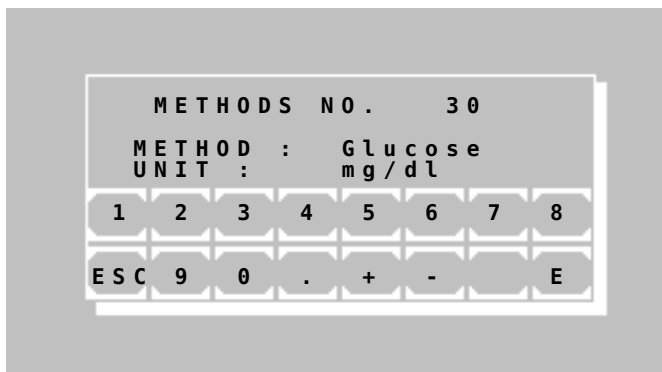 METHODS NO. 30
METHOD : Glucose
UNIT : mg/dl
1 2 3 4 5 6 7 8
ESC 9 0 . + - E